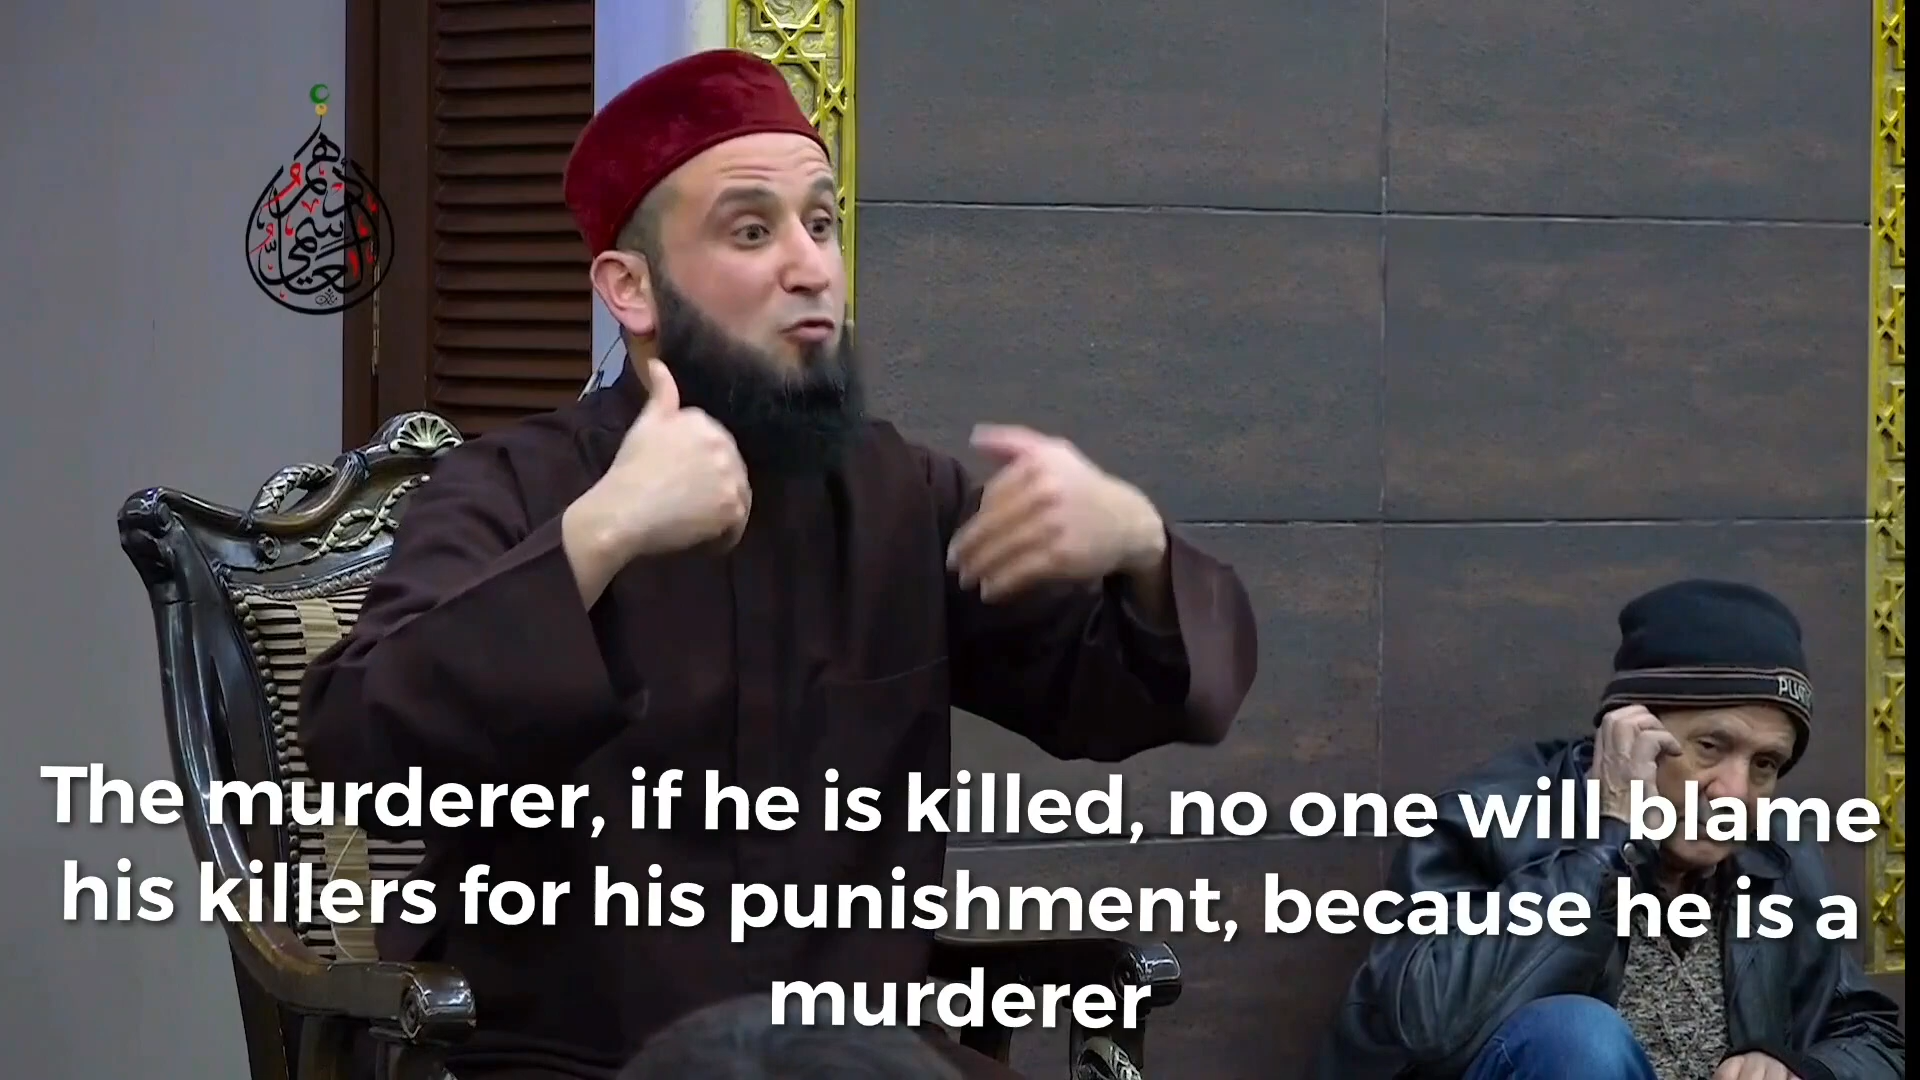 The murderer, if he is killed, no one will blame
his killers for his punishment, because he is a
murderer